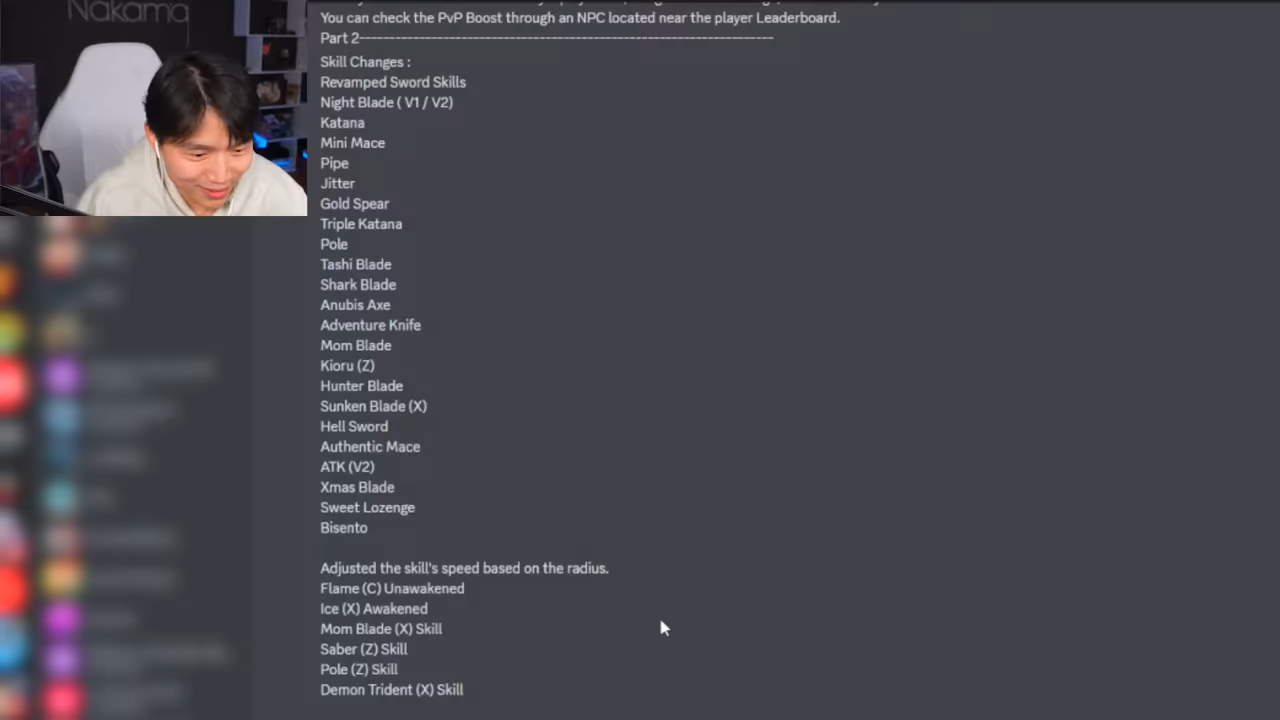 Nakama
You can check the PvP Boost through an NPC located near the player Leaderboard.
Part 2---------------------------------------------------------------------
Skill Changes :
Revamped Sword Skills
Night Blade ( V1 / V2)
Katana
Mini Mace
Pipe
Jitter
Gold Spear
Triple Katana
Pole
Tashi Blade
Shark Blade
Anubis Axe
Adventure Knife
Mom Blade
Kioru (Z)
Hunter Blade
Sunken Blade (X)
Hell Sword
Authentic Mace
ATK (V2)
Xmas Blade
Sweet Lozenge
Bisento
Adjusted the skill's speed based on the radius.
Flame (C) Unawakened
Ice (X) Awakened
Mom Blade (X) Skill
Saber (Z) Skill
Pole (Z) Skill
Demon Trident (X) Skill